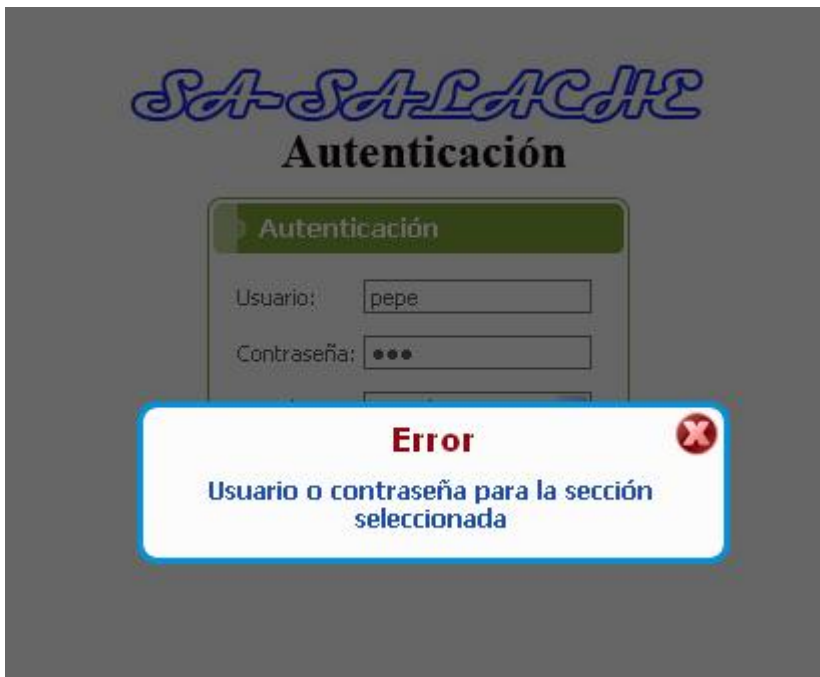 SA-SALACHE
Autenticación
Autenticación
Usuario: pepe
Contraseña: ●●●
Error
Usuario o contraseña para la sección
seleccionada